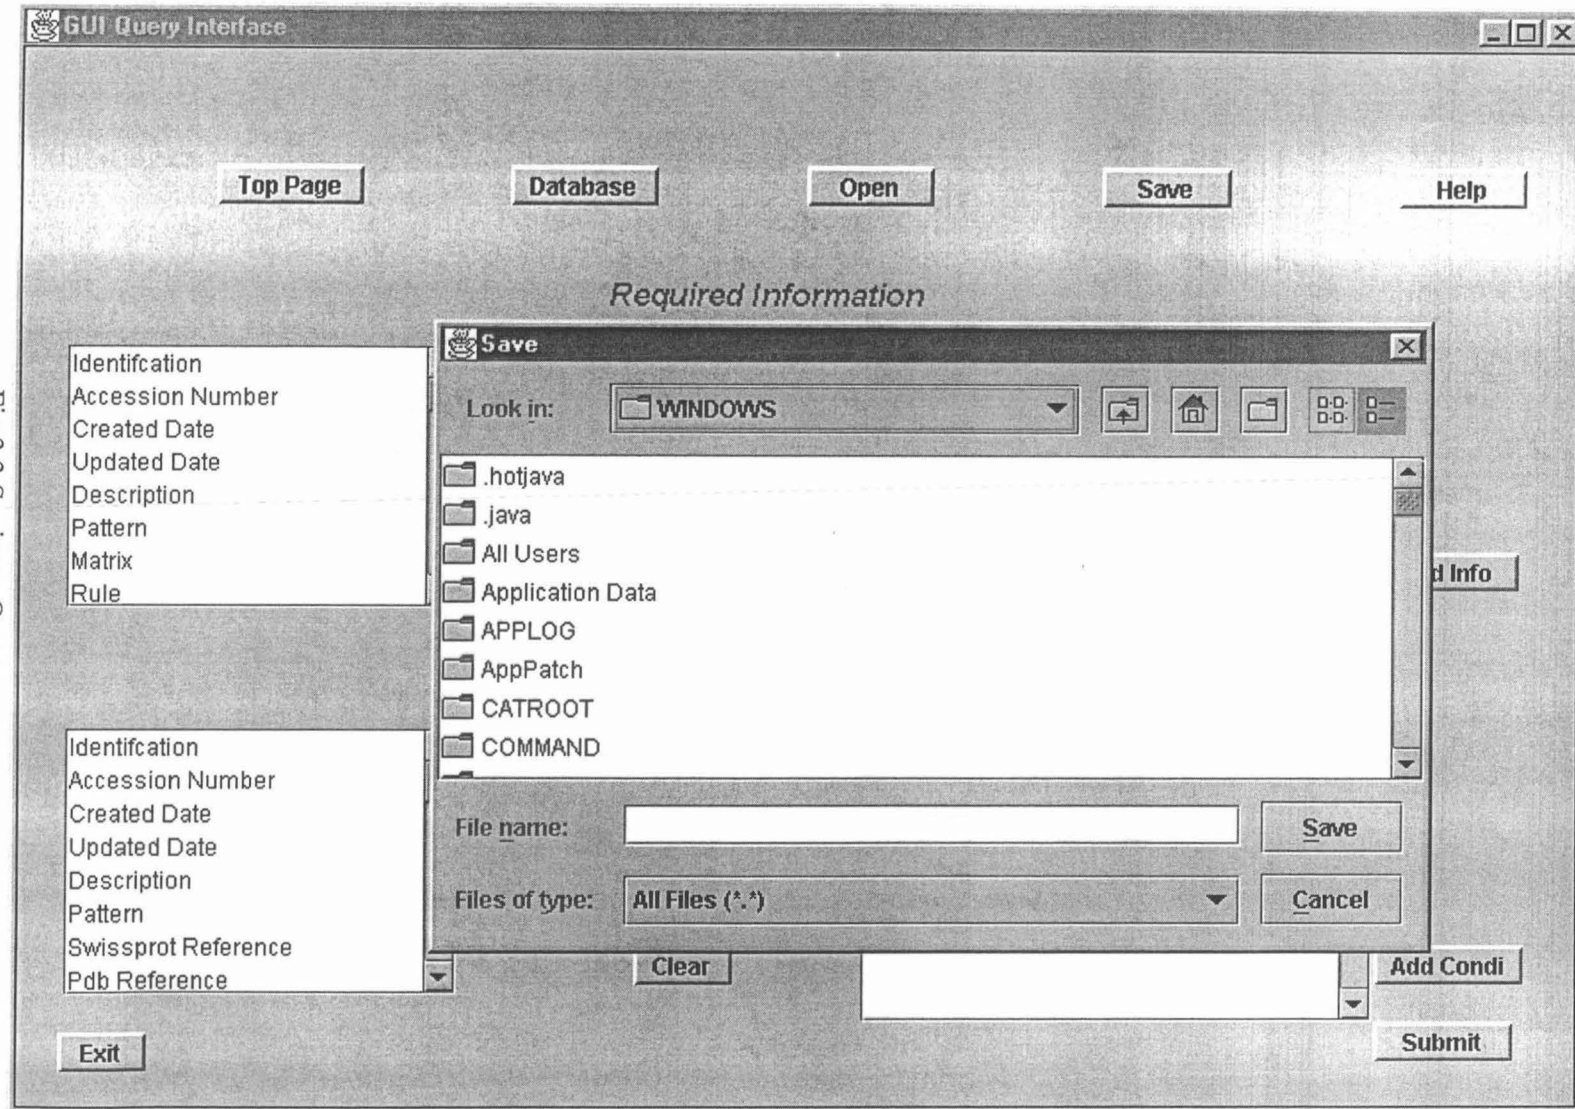 GUI Query Interface
Top Page
Database
Open
Save
Help
Required Information
Identifcation
Accession Number
Created Date
Updated Date
Description
Pattern
Matrix
Rule
Save
Look in:
WINDOWS
.hotjava
.java
All Users
Application Data
APPLOG
AppPatch
CATROOT
COMMAND
File name:
Save
Files of type:
All Files (*.*)
Cancel
d Info
Identifcation
Accession Number
Created Date
Updated Date
Description
Pattern
Swissprot Reference
Pdb Reference
Clear
Add Condi
Exit
Submit